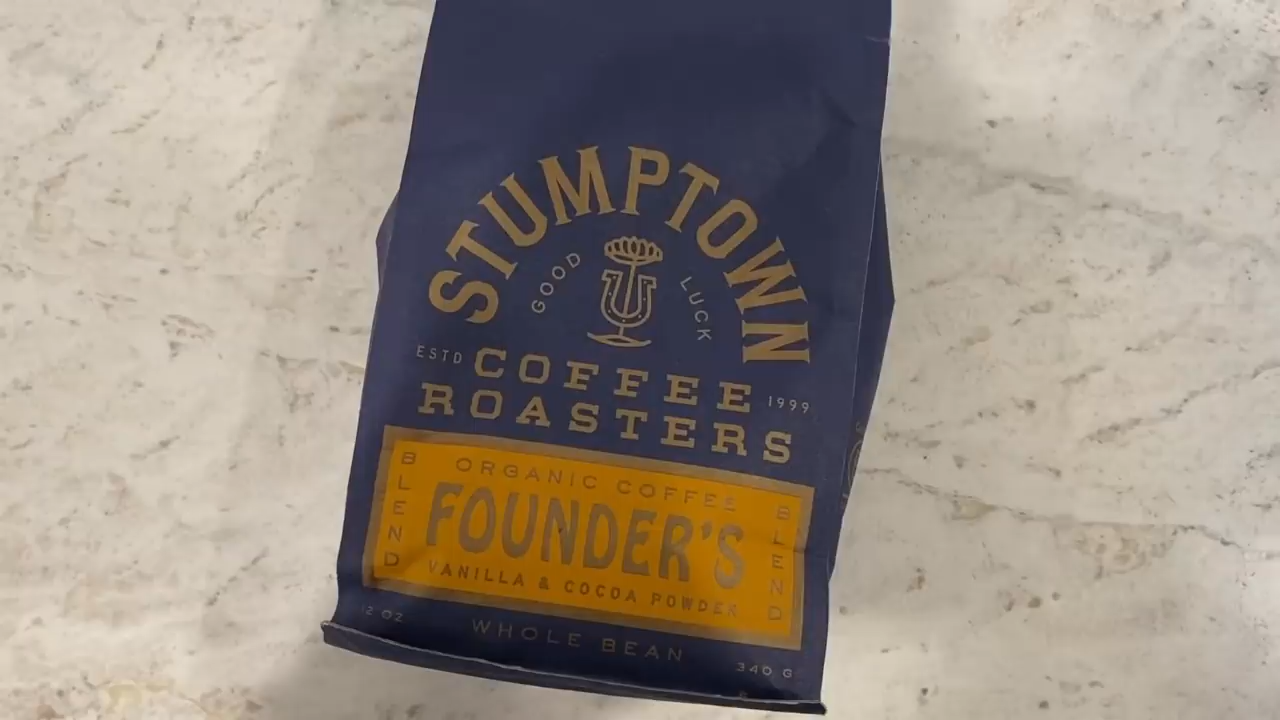 STUMPTOWN
GOOD LUCK
ESTD COFFEE 1999
ROASTERS
ORGANIC COFFEE
BLEND FOUNDER'S BLEND
VANILLA & COCOA POWDER
12 OZ WHOLE BEAN 340 G